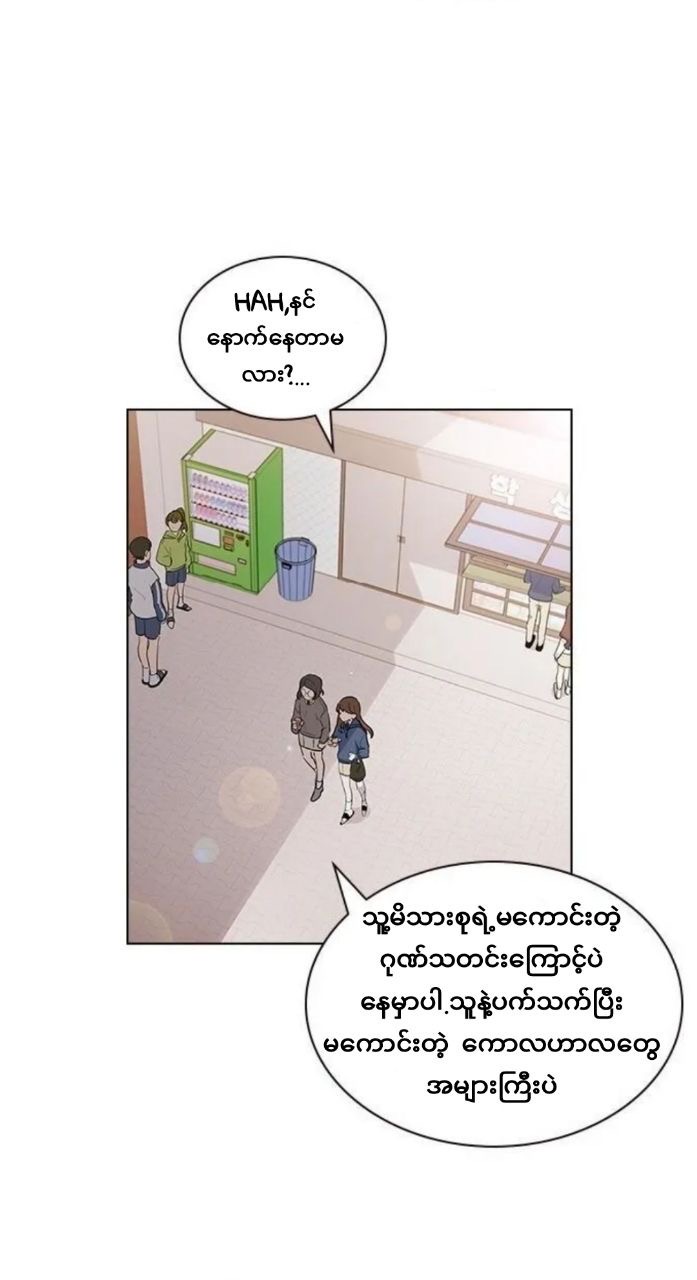 HAH,နင်
နောက်နေတာမ
လား?...
학 식
သူ့မိသားစုရဲ့မကောင်းတဲ့
ဂုဏ်သတင်းကြောင့်ပဲ
နေမှာပါ.သူနဲ့ပက်သက်ပြီး
မကောင်းတဲ့ ကောလဟာလတွေ
အများကြီးပဲ